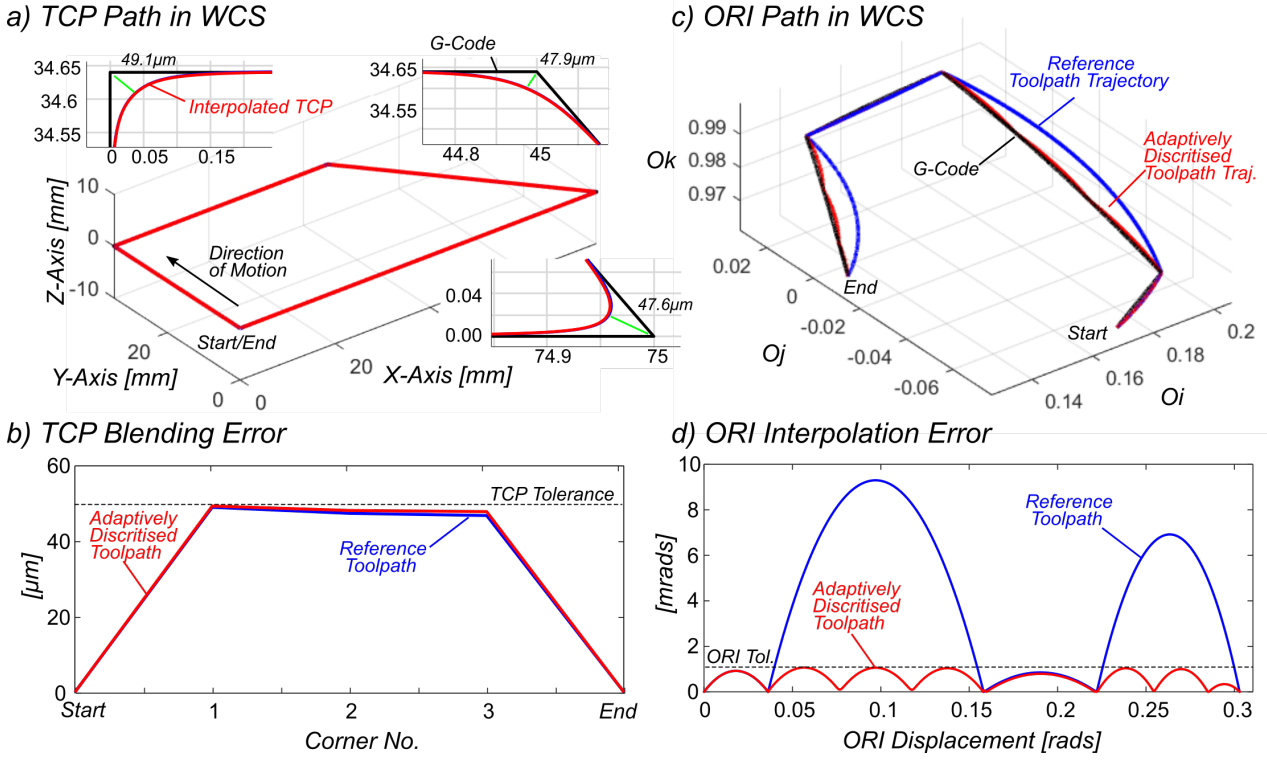 a) TCP Path in WCS
49.1µm
34.65
34.6
34.55
0 0.05 0.15
Interpolated TCP
G-Code
47.9µm
34.65
34.55
44.8 45
Z-Axis [mm]
10
0
-10
Direction
of Motion
Start/End
47.6µm
0.04
0.00
74.9 75
20
0
Y-Axis [mm]
0
20
X-Axis [mm]
c) ORI Path in WCS
Reference
Toolpath Trajectory
Adaptively
Discritised
Toolpath Traj.
G-Code
Ok
0.99
0.98
0.97
0.02
0
-0.02
-0.04
-0.06
Oj
End
Start
0.14
0.16
0.18
0.2
Oi
b) TCP Blending Error
[µm]
60
40
20
0
TCP Tolerance
Adaptively
Discritised
Toolpath
Reference
Toolpath
Start 1 2 3 End
Corner No.
d) ORI Interpolation Error
[mrads]
10
8
6
4
2
0
Reference
Toolpath
Adaptively
Discritised
Toolpath
ORI Tol.
0 0.05 0.1 0.15 0.2 0.25 0.3
ORI Displacement [rads]